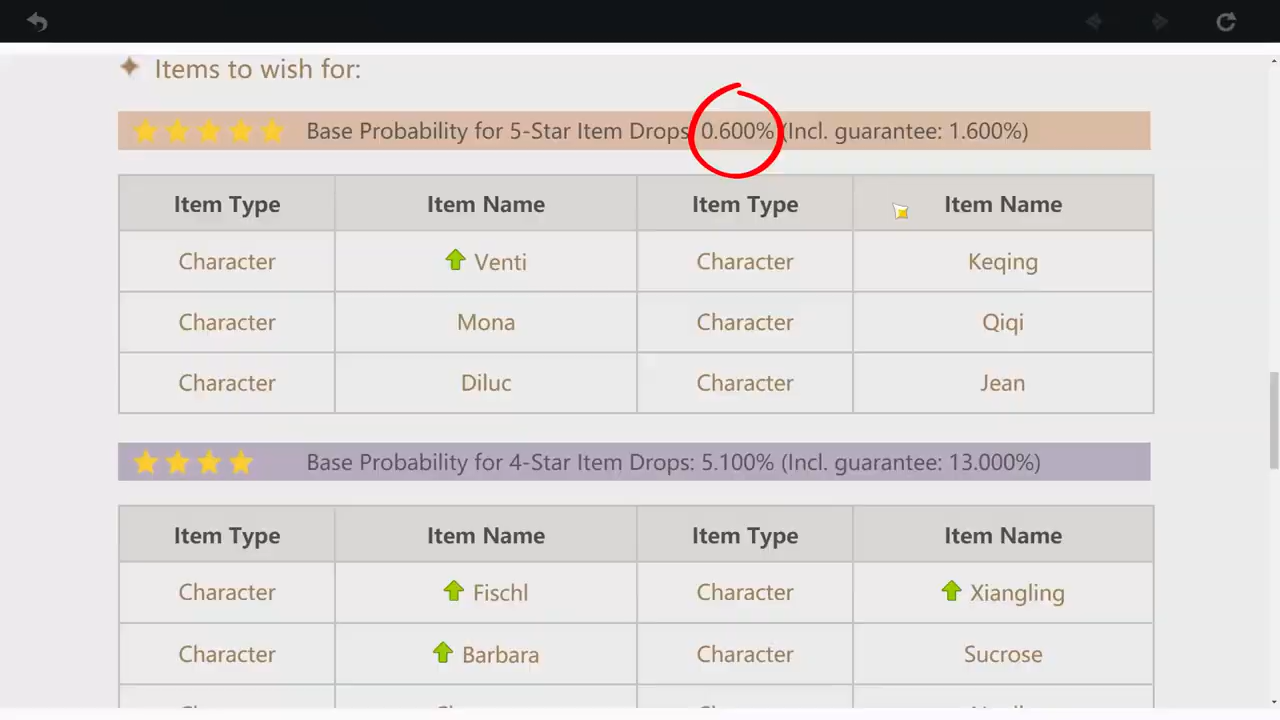 Items to wish for:
Base Probability for 5-Star Item Drops: 0.600% (Incl. guarantee: 1.600%)
Item Type Item Name Item Type Item Name
Character Venti Character Keqing
Character Mona Character Qiqi
Character Diluc Character Jean
Base Probability for 4-Star Item Drops: 5.100% (Incl. guarantee: 13.000%)
Item Type Item Name Item Type Item Name
Character Fischl Character Xiangling
Character Barbara Character Sucrose